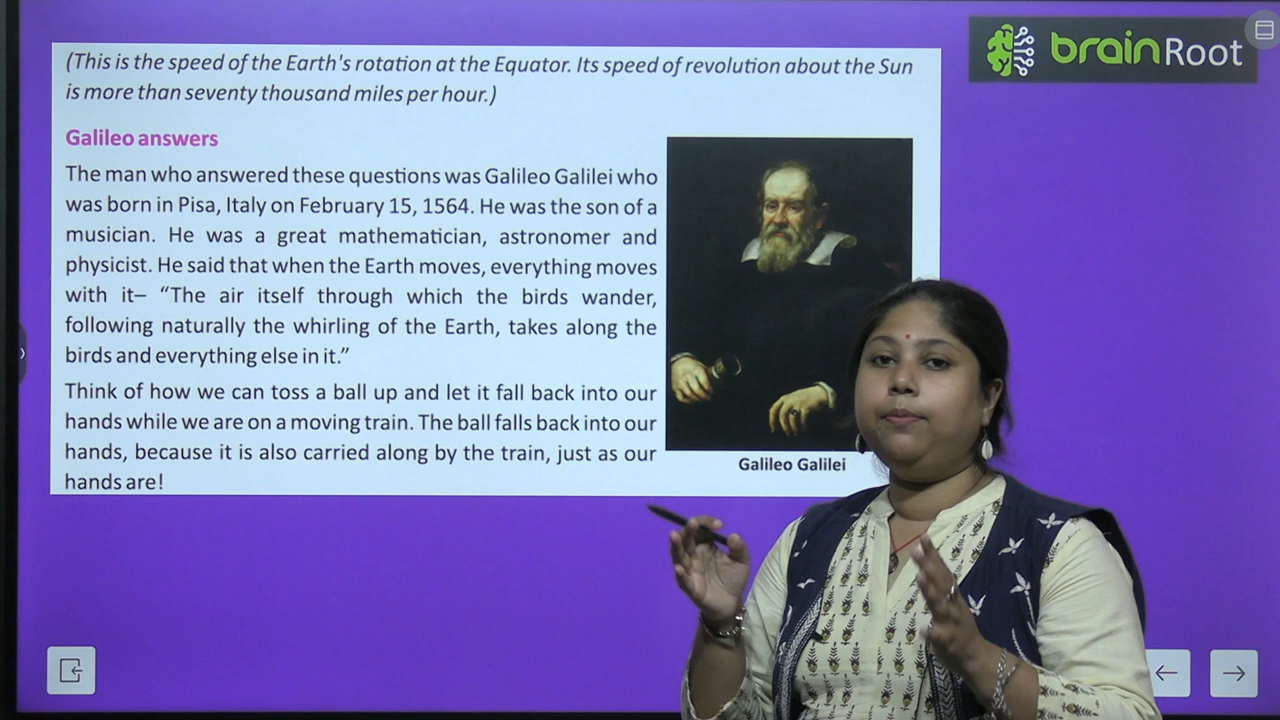 (This is the speed of the Earth's rotation at the Equator. Its speed of revolution about the Sun
is more than seventy thousand miles per hour.)
brainRoot
Galileo answers
The man who answered these questions was Galileo Galilei who
was born in Pisa, Italy on February 15, 1564. He was the son of a
musician. He was a great mathematician, astronomer and
physicist. He said that when the Earth moves, everything moves
with it– “The air itself through which the birds wander,
following naturally the whirling of the Earth, takes along the
birds and everything else in it.”
Think of how we can toss a ball up and let it fall back into our
hands while we are on a moving train. The ball falls back into our
hands, because it is also carried along by the train, just as our
hands are!
Galileo Galilei